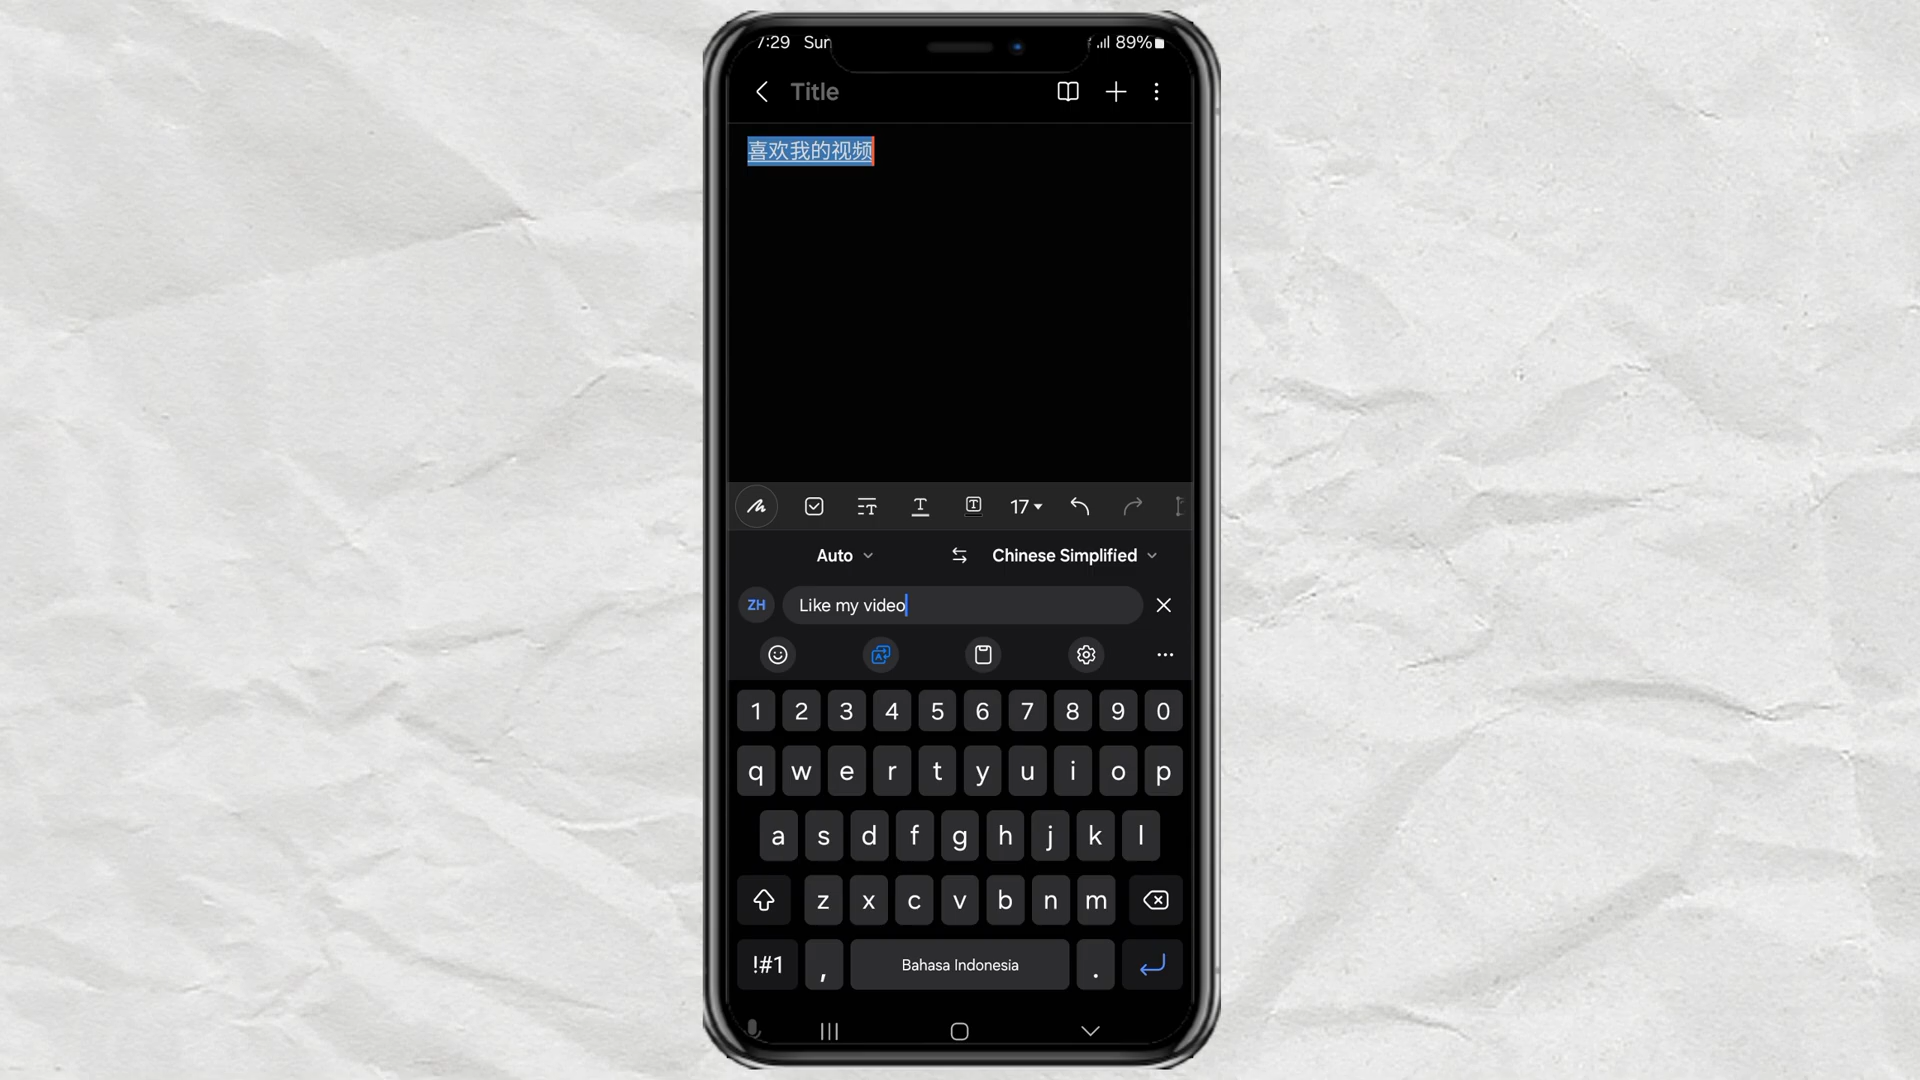 7:29 Sun 89%
Title
喜欢我的视频
17
Auto Chinese Simplified
ZH Like my video
1 2 3 4 5 6 7 8 9 0
q w e r t y u i o p
a s d f g h j k l
z x c v b n m
!#1 , Bahasa Indonesia .